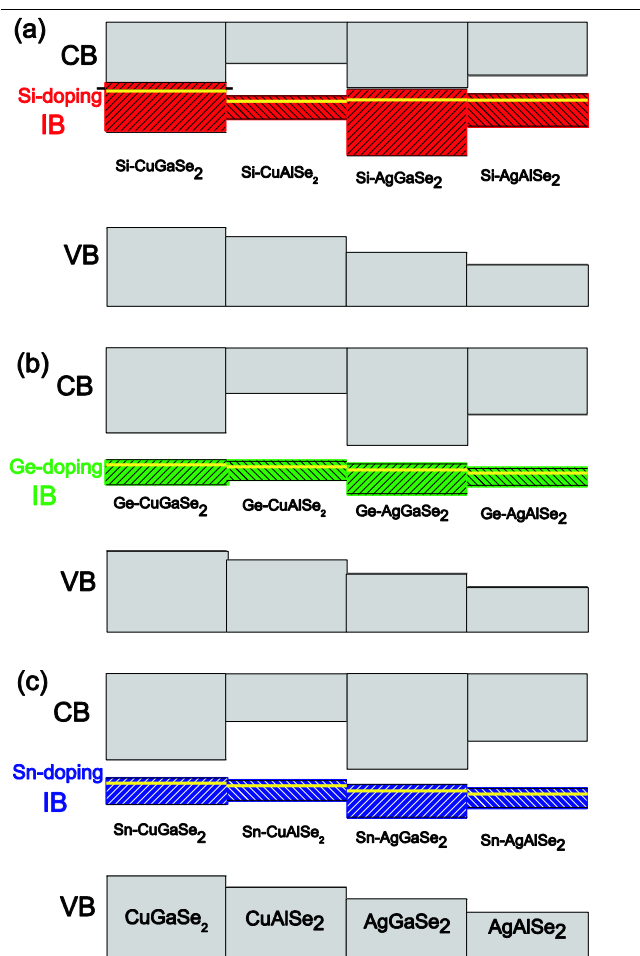 (a)
CB
Si-doping
IB
Si-CuGaSe2 Si-CuAlSe2 Si-AgGaSe2 Si-AgAlSe2
VB
(b)
CB
Ge-doping
IB
Ge-CuGaSe2 Ge-CuAlSe2 Ge-AgGaSe2 Ge-AgAlSe2
VB
(c)
CB
Sn-doping
IB
Sn-CuGaSe2 Sn-CuAlSe2 Sn-AgGaSe2 Sn-AgAlSe2
VB
CuGaSe2 CuAlSe2 AgGaSe2 AgAlSe2